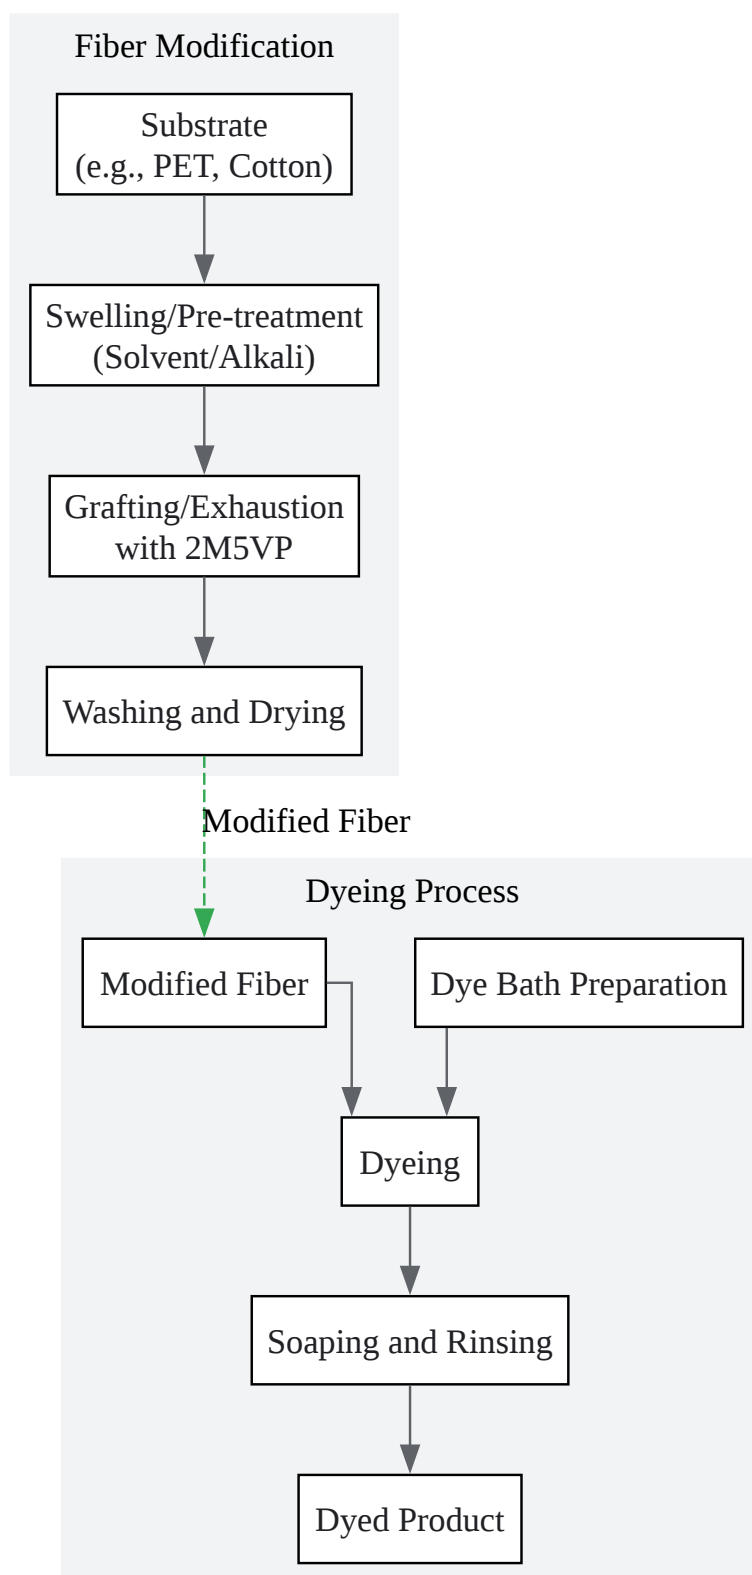 Fiber Modification
Substrate
(e.g., PET, Cotton)
Swelling/Pre-treatment
(Solvent/Alkali)
Grafting/Exhaustion
with 2M5VP
Washing and Drying
Modified Fiber
Dyeing Process
Modified Fiber
Dye Bath Preparation
Dyeing
Soaping and Rinsing
Dyed Product